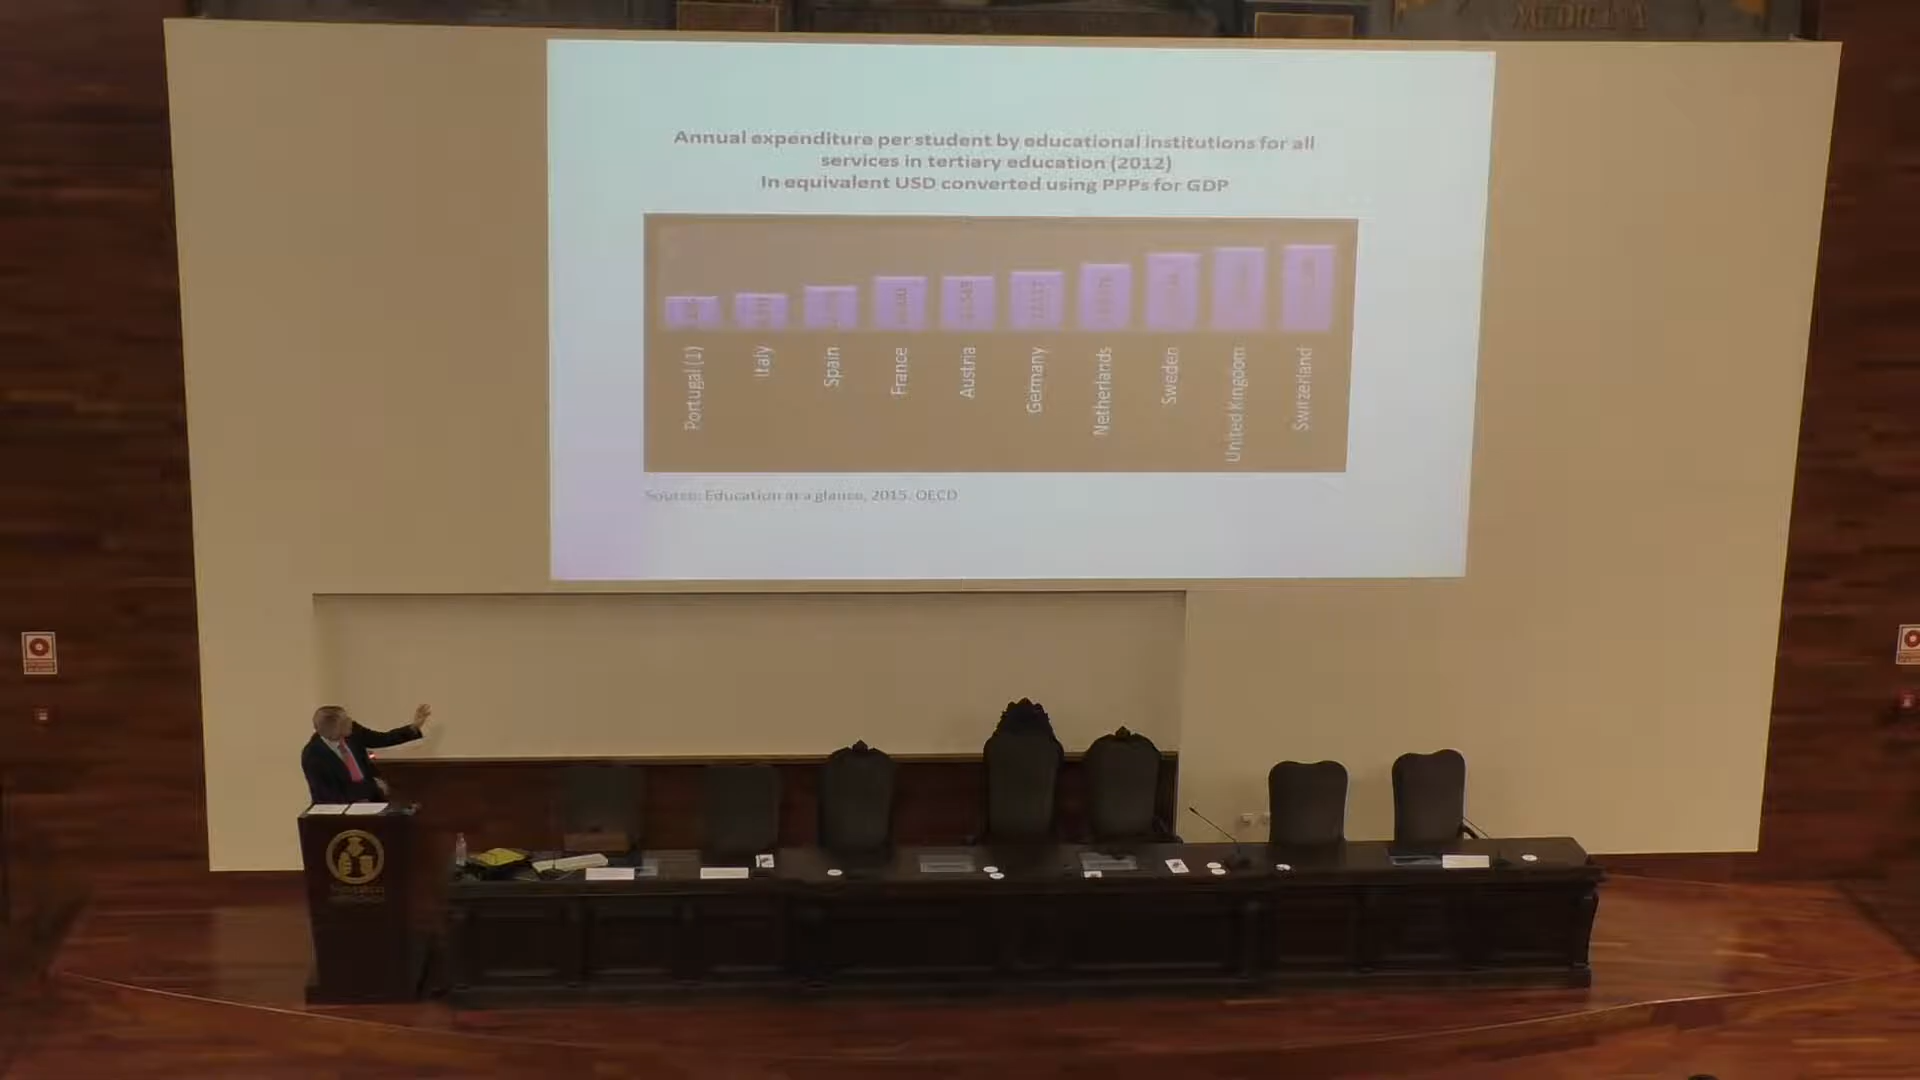 MEDICINA
Annual expenditure per student by educational institutions for all
services in tertiary education (2012)
In equivalent USD converted using PPPs for GDP
Portugal (1)
Italy
Spain
France
Austria
Germany
Netherlands
Sweden
United Kingdom
Switzerland
Source: Education at a glance, 2015. OECD